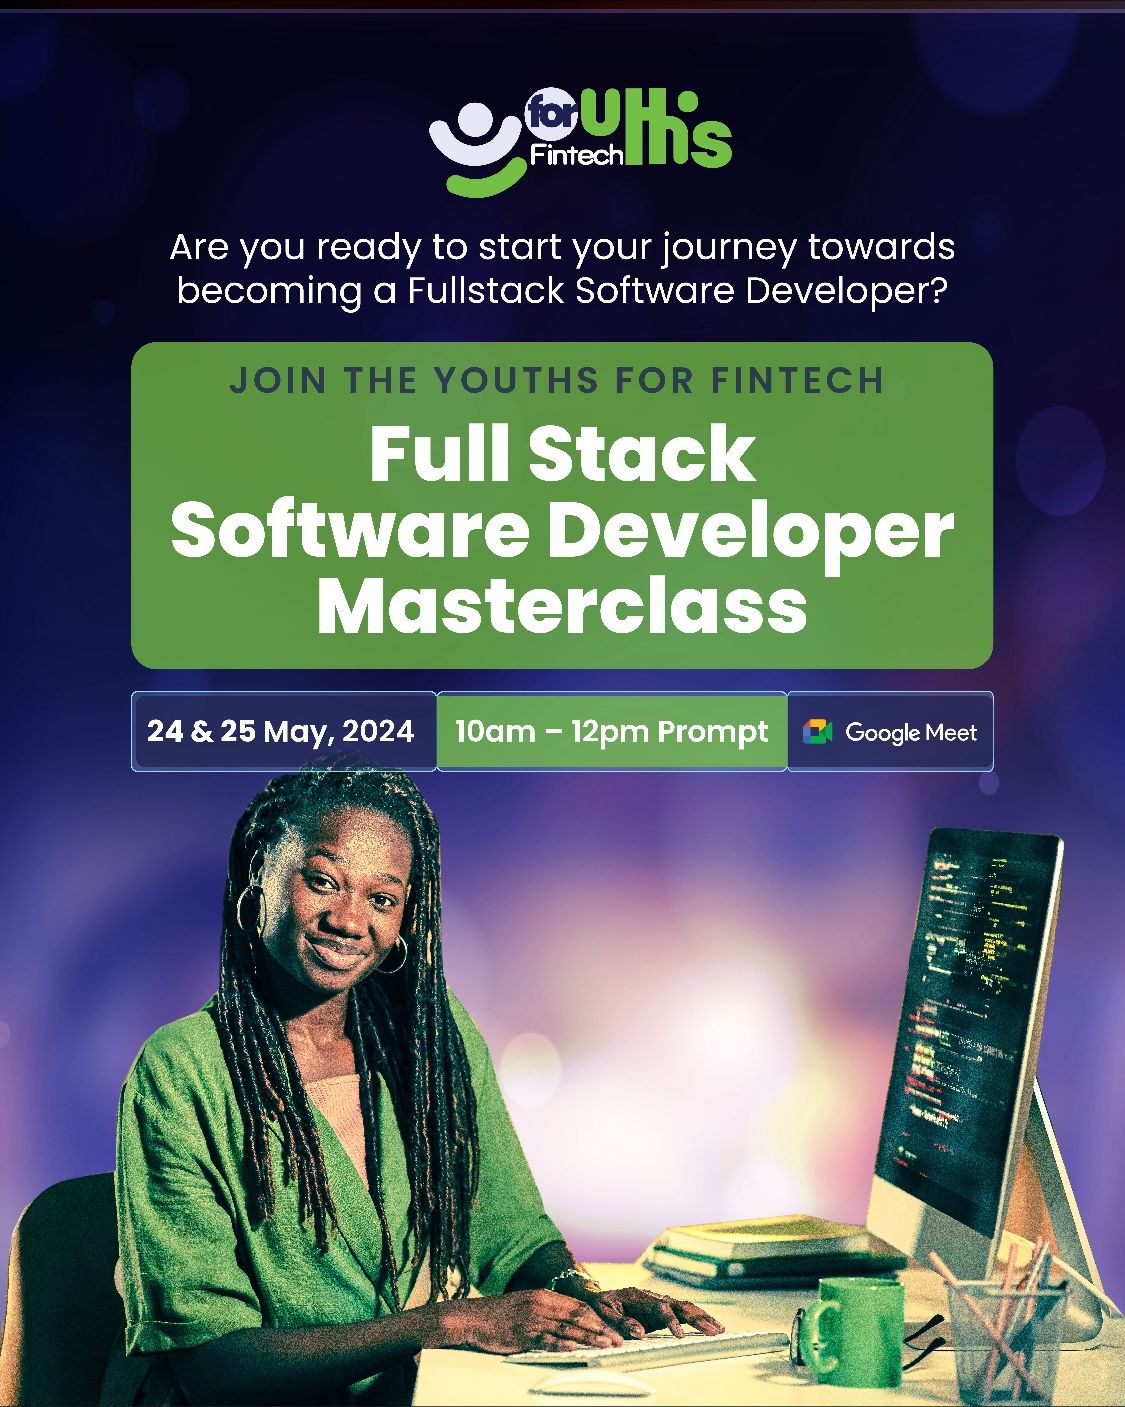 for Uths
Fintech
Are you ready to start your journey towards
becoming a Fullstack Software Developer?
JOIN THE YOUTHS FOR FINTECH
Full Stack
Software Developer
Masterclass
24 & 25 May, 2024
10am – 12pm Prompt
Google Meet